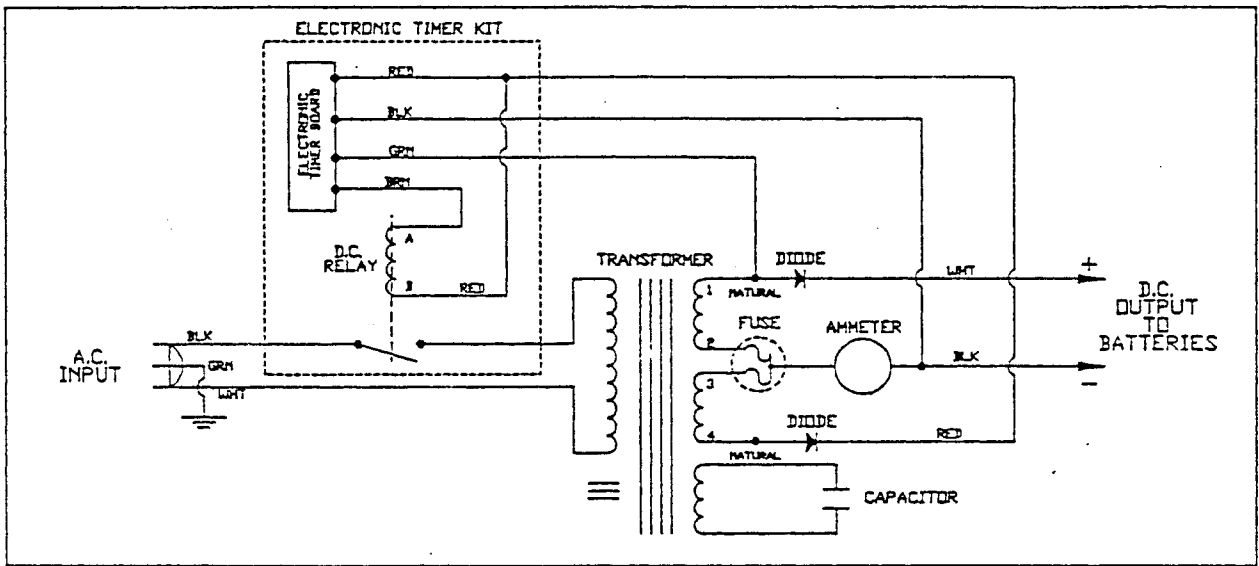 ELECTRONIC TIMER KIT
ELECTRONIC
TIMER BOARD
RED
BLK
GRN
BRN
A
D.C.
RELAY
B
RED
TRANSFORMER
DIODE
WHT
+
1
NATURAL
FUSE
AMMETER
D.C.
OUTPUT
TO
BATTERIES
2
BLK
-
A.C.
INPUT
BLK
GRN
WHT
3
DIODE
4
RED
NATURAL
CAPACITOR